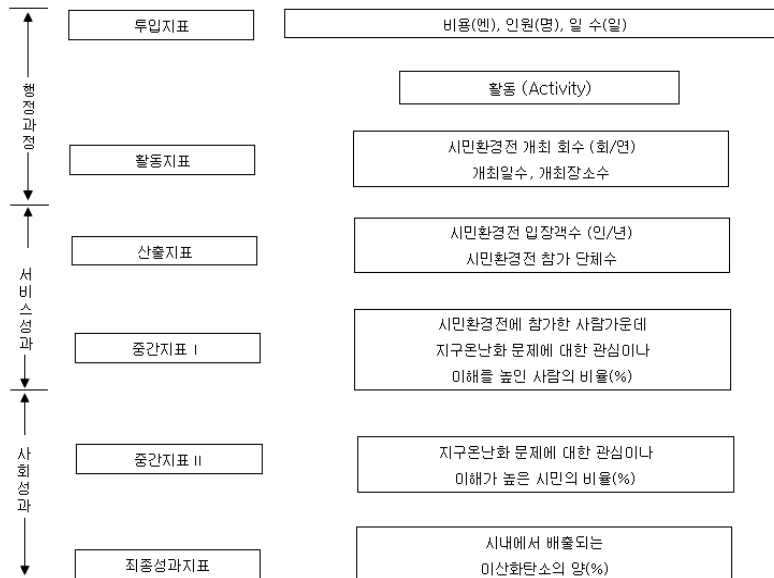 투입지표
비용(엔), 인원(명), 일 수(일)
활동 (Activity)
행정과정
활동지표
시민환경전 개최 회수 (회/연)
개최일수, 개최장소수
산출지표
시민환경전 입장객수 (인/년)
시민환경전 참가 단체수
서비스성과
중간지표 I
시민환경전에 참가한 사람가운데
지구온난화 문제에 대한 관심이나
이해를 높인 사람의 비율(%)
사회성과
중간지표 II
지구온난화 문제에 대한 관심이나
이해가 높은 시민의 비율(%)
죄종성과지표
시내에서 배출되는
이산화탄소의 양(%)